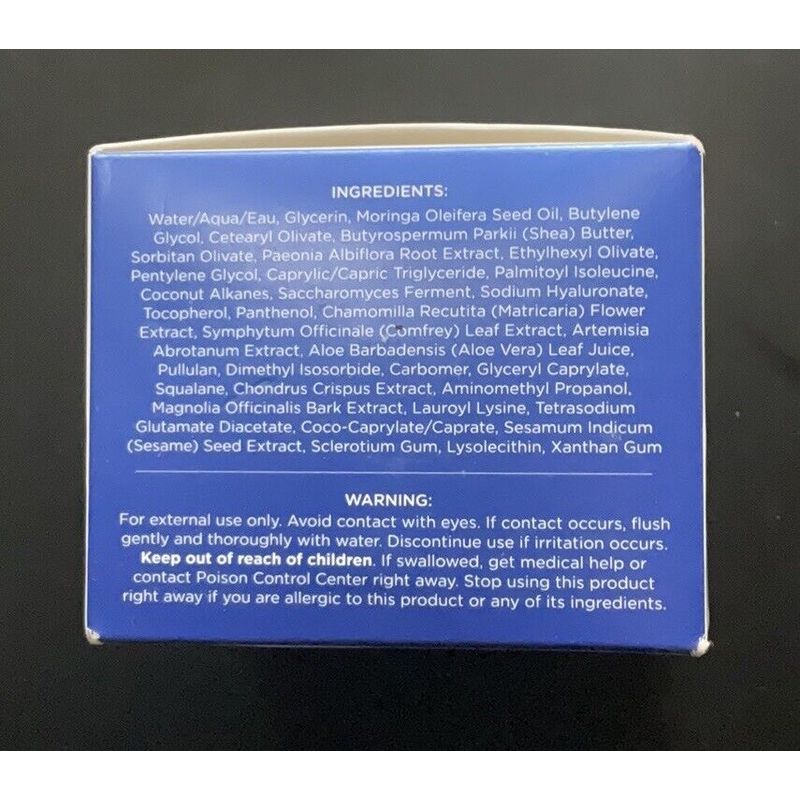 INGREDIENTS:
Water/Aqua/Eau, Glycerin, Moringa Oleifera Seed Oil, Butylene
Glycol, Cetearyl Olivate, Butyrospermum Parkii (Shea) Butter,
Sorbitan Olivate, Paeonia Albiflora Root Extract, Ethylhexyl Olivate,
Pentylene Glycol, Caprylic/Capric Triglyceride, Palmitoyl Isoleucine,
Coconut Alkanes, Saccharomyces Ferment, Sodium Hyaluronate,
Tocopherol, Panthenol, Chamomilla Recutita (Matricaria) Flower
Extract, Symphytum Officinale (Comfrey) Leaf Extract, Artemisia
Abrotanum Extract, Aloe Barbadensis (Aloe Vera) Leaf Juice,
Pullulan, Dimethyl Isosorbide, Carbomer, Glyceryl Caprylate,
Squalane, Chondrus Crispus Extract, Aminomethyl Propanol,
Magnolia Officinalis Bark Extract, Lauroyl Lysine, Tetrasodium
Glutamate Diacetate, Coco-Caprylate/Caprate, Sesamum Indicum
(Sesame) Seed Extract, Sclerotium Gum, Lysolecithin, Xanthan Gum
WARNING:
For external use only. Avoid contact with eyes. If contact occurs, flush
gently and thoroughly with water. Discontinue use if irritation occurs.
Keep out of reach of children. If swallowed, get medical help or
contact Poison Control Center right away. Stop using this product
right away if you are allergic to this product or any of its ingredients.